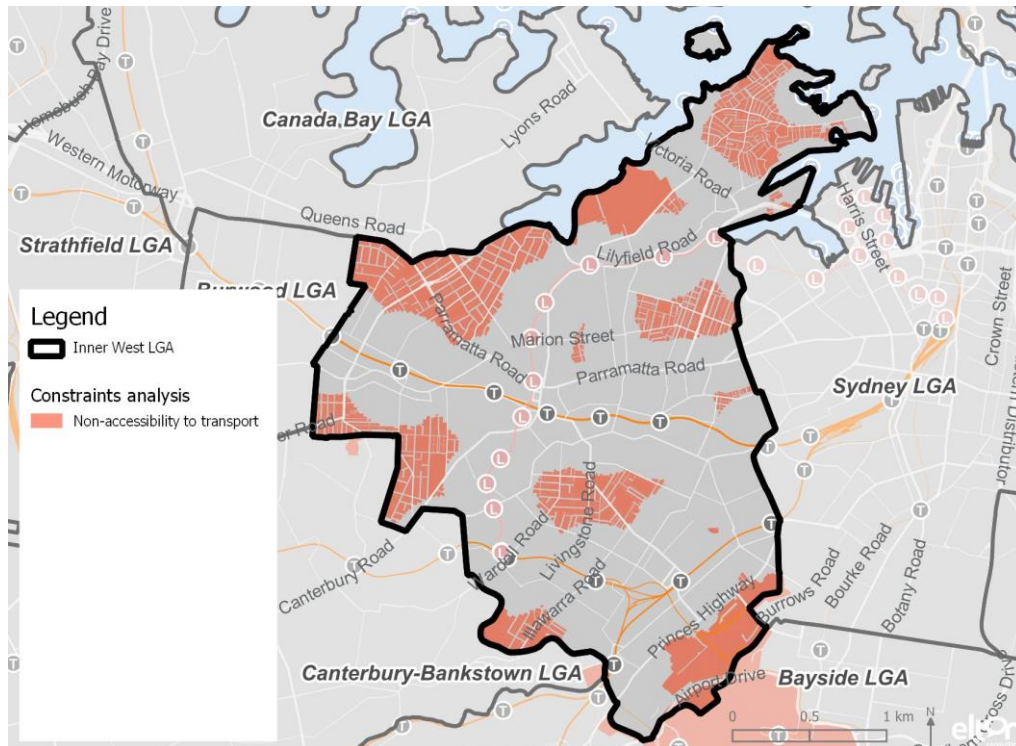 Homebush Bay Drive
Canada Bay LGA
Lyons Road
Western Motorway
Victoria Road
Queens Road
Harris Street
Strathfield LGA
Lilyfield Road
Burwood LGA
Crown Street
Legend
Inner West LGA
Parramatta Road
Marion Street
Parramatta Road
Sydney LGA
Constraints analysis
Non-accessibility to transport
er Road
Distributor
Livingstone Road
Wardell Road
Canterbury Road
Illawarra Road
Princes Highway
Burrows Road
Bourke Road
Botany Road
Canterbury-Bankstown LGA
Airport Drive
Bayside LGA
0 0.5 1 km
N
T
T
T
T
T
T
T
T
T
T
T
T
T
T
L
L
L
L
L
L
L
L
L